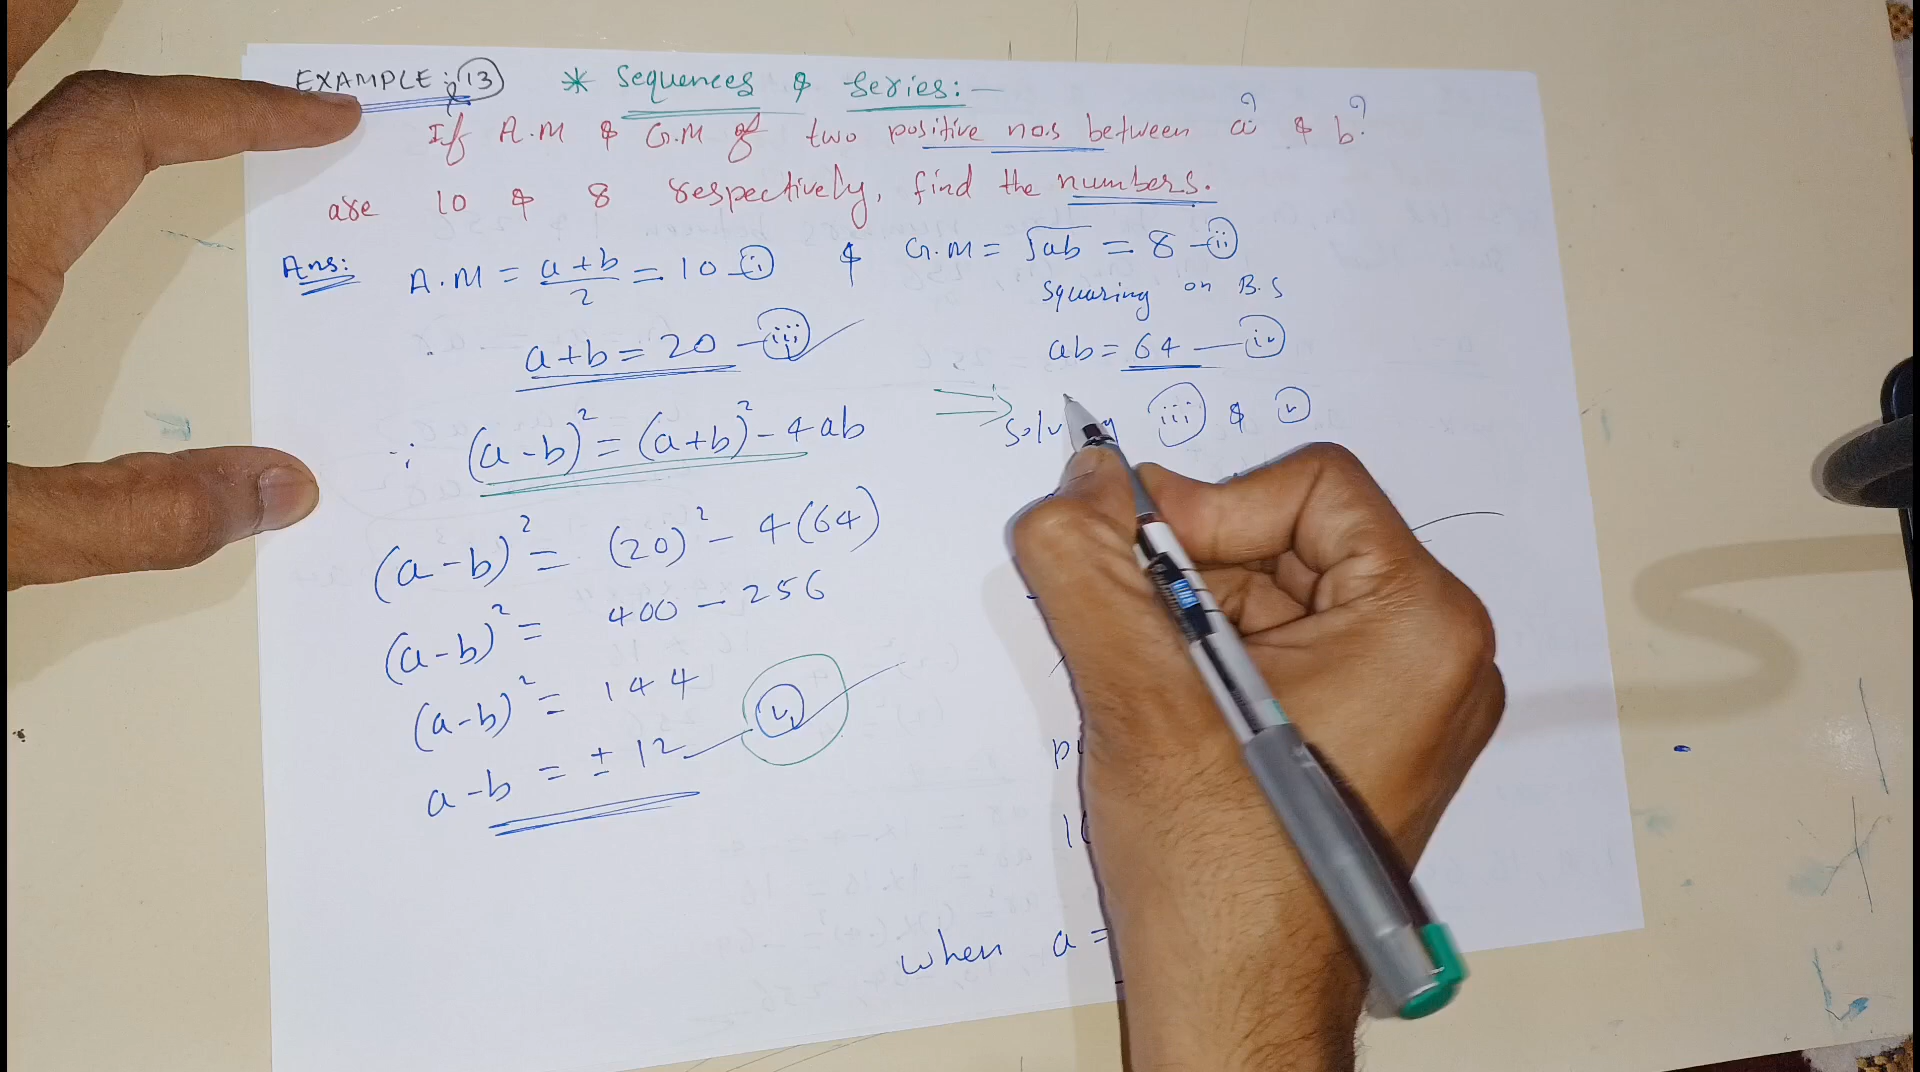 EXAMPLE : 13 * Sequences & Series:-
If A.M & G.M of two positive no.s between a? & b?
are 10 & 8 respectively, find the numbers.
Ans: A.M = a+b/2 = 10 -(i) & G.M = √ab = 8 -(ii)
squaring on B.S
a+b = 20 -(iii)
ab = 64 -(iv)
∵ (a-b)² = (a+b)² - 4ab
⇒ (iii) & (v)
(a-b)² = (20)² - 4(64)
(a-b)² = 400 - 256
(a-b)² = 144
a-b = ± 12 -(v)
when a =